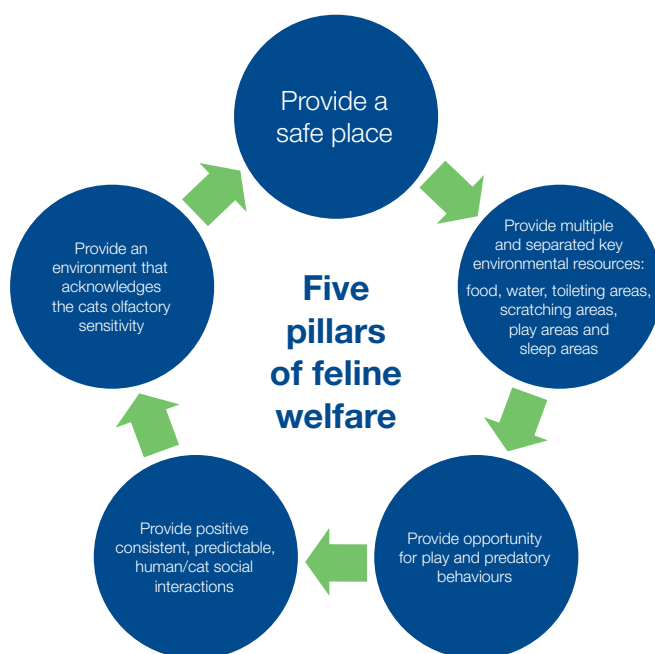 Provide a
safe place
Provide multiple
and separated key
environmental resources:
food, water, toileting areas,
scratching areas,
play areas and
sleep areas
Provide opportunity
for play and predatory
behaviours
Provide positive
consistent, predictable,
human/cat social
interactions
Provide an
environment that
acknowledges
the cats olfactory
sensitivity
Five
pillars
of feline
welfare